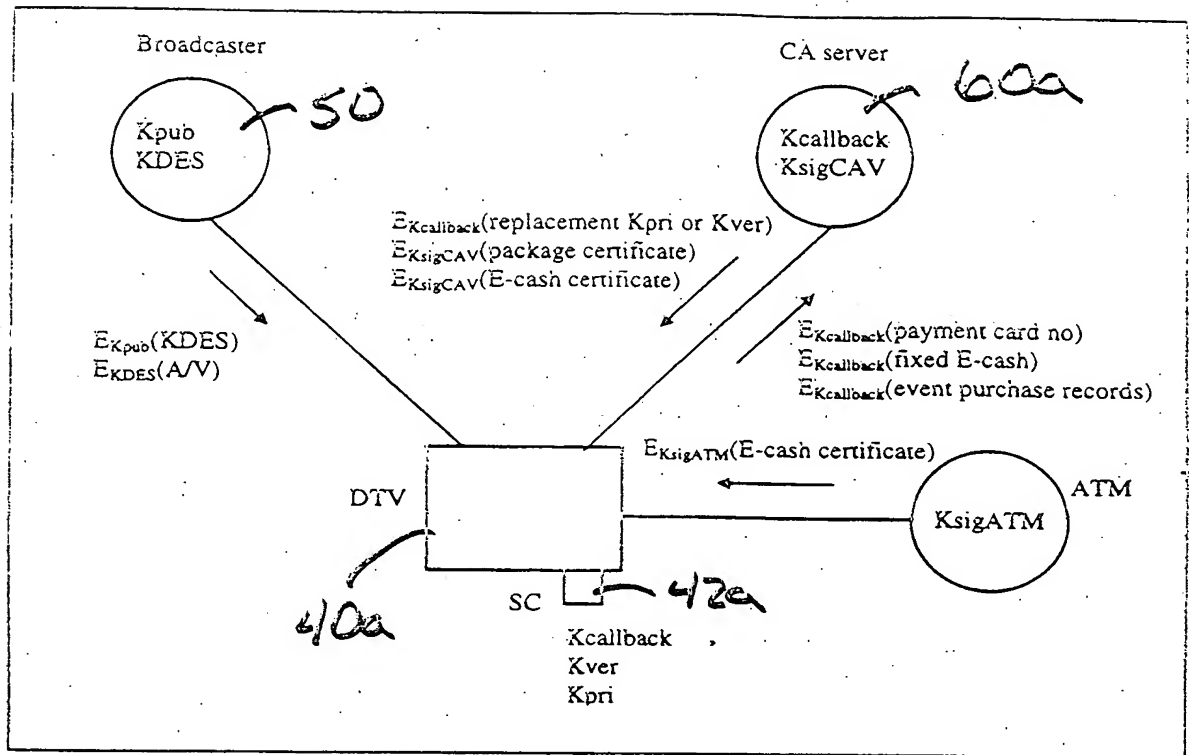 Broadcaster
CA server
50
60a
Kpub
KDES
Kcallback
KsigCAV
EKcallback(replacement Kpri or Kver)
EKsigCAV(package certificate)
EKsigCAV(E-cash certificate)
EKpub(KDES)
EKDES(A/V)
EKcallback(payment card no)
EKcallback(fixed E-cash)
EKcallback(event purchase records)
EKsigATM(E-cash certificate)
DTV
ATM
KsigATM
SC
40a
42a
Kcallback
Kver
Kpri